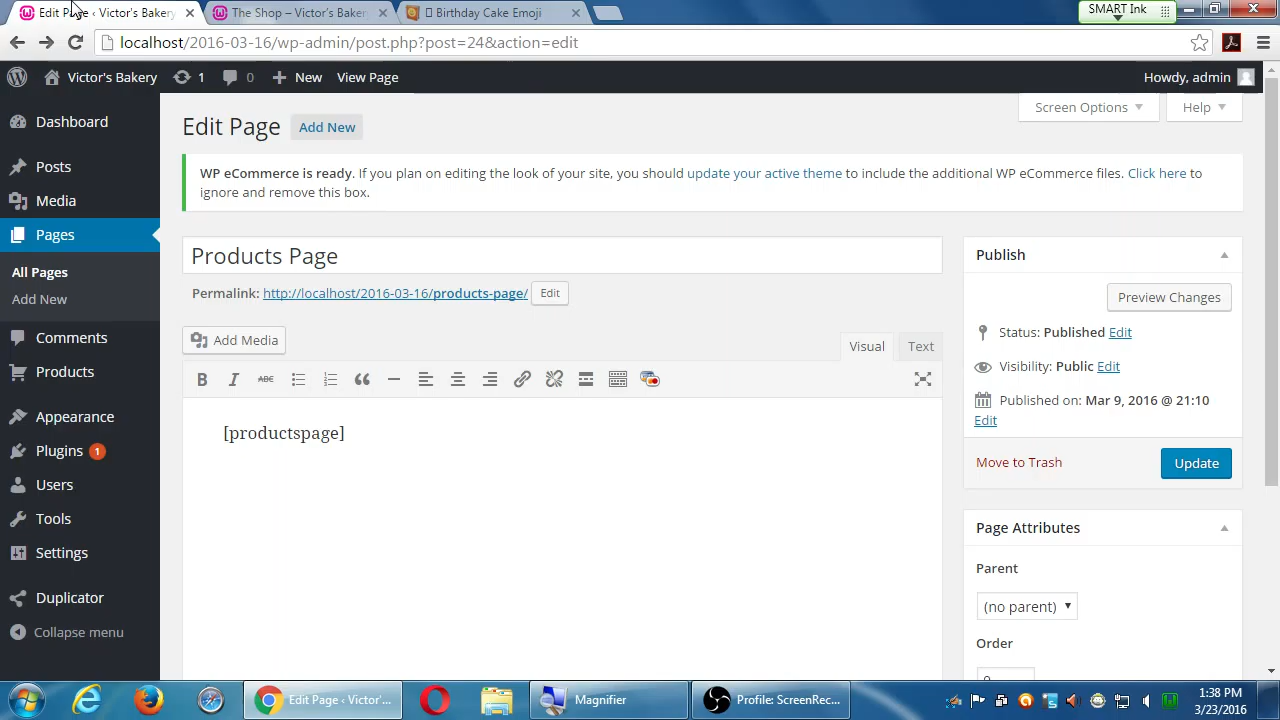 Edit Page ‹ Victor's Bakery
The Shop – Victor's Baker
Birthday Cake Emoji
SMART Ink
localhost/2016-03-16/wp-admin/post.php?post=24&action=edit
Victor's Bakery
1
0
New
View Page
Howdy, admin
Dashboard
Posts
Media
Pages
All Pages
Add New
Comments
Products
Appearance
Plugins 1
Users
Tools
Settings
Duplicator
Collapse menu
Screen Options
Help
Edit Page
Add New
WP eCommerce is ready. If you plan on editing the look of your site, you should update your active theme to include the additional WP eCommerce files. Click here to
ignore and remove this box.
Products Page
Permalink: http://localhost/2016-03-16/products-page/
Edit
Add Media
Visual
Text
B I ABC
[productspage]
Publish
Preview Changes
Status: Published Edit
Visibility: Public Edit
Published on: Mar 9, 2016 @ 21:10
Edit
Move to Trash
Update
Page Attributes
Parent
(no parent)
Order
Edit Page ‹ Victor'...
Magnifier
Profile: ScreenRec...
1:38 PM
3/23/2016